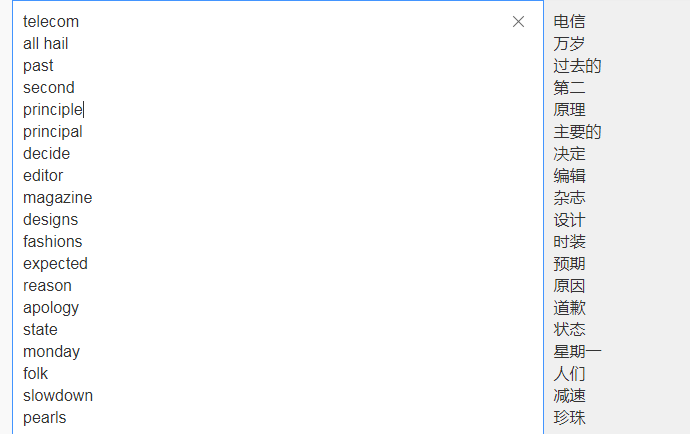 telecom 电信
all hail 万岁
past 过去的
second 第二
principle 原理
principal 主要的
decide 决定
editor 编辑
magazine 杂志
designs 设计
fashions 时装
expected 预期
reason 原因
apology 道歉
state 状态
monday 星期一
folk 人们
slowdown 减速
pearls 珍珠